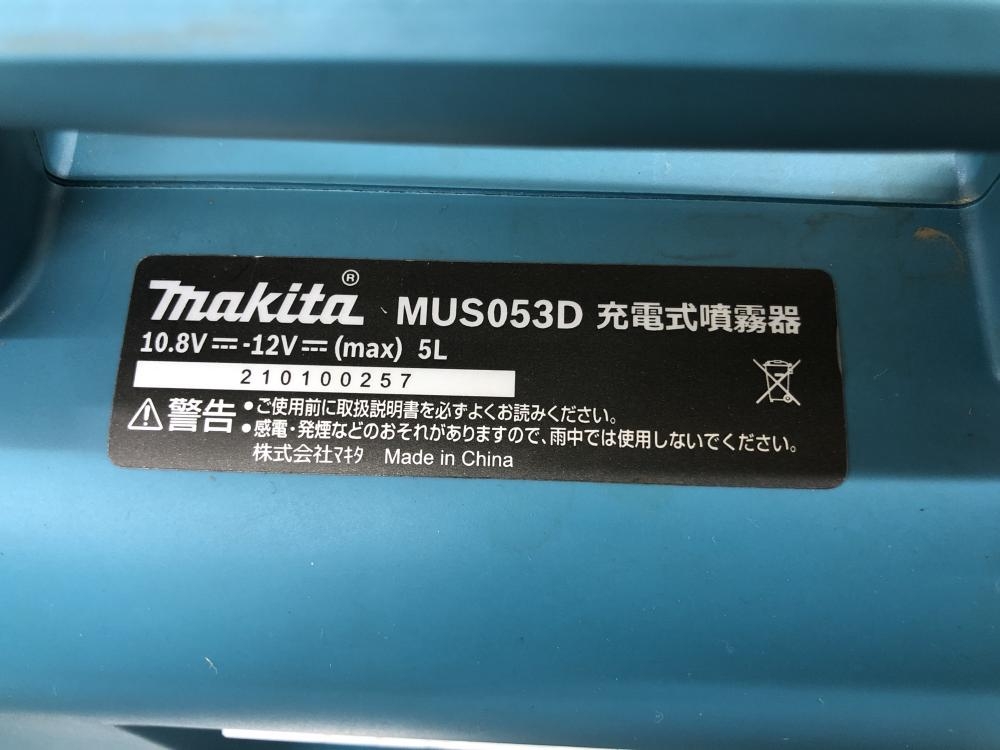 makita® MUS053D 充電式噴霧器
10.8V⎓-12V⎓(max) 5L
210100257
⚠警告 •ご使用前に取扱説明書を必ずよくお読みください。
•感電・発煙などのおそれがありますので、雨中では使用しないでください。
株式会社ﾏｷﾀ Made in China